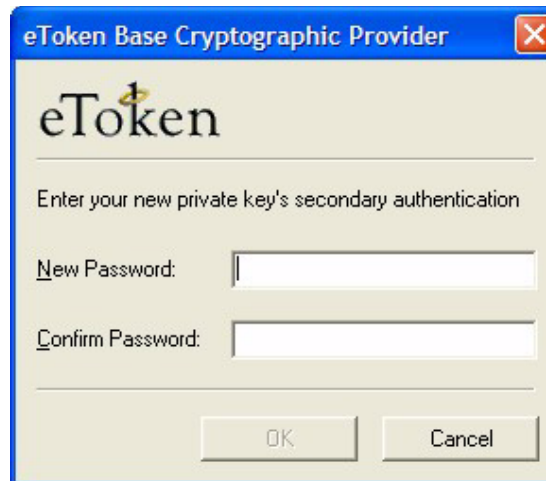 eToken Base Cryptographic Provider
eToken
Enter your new private key's secondary authentication
New Password:
Confirm Password:
OK Cancel